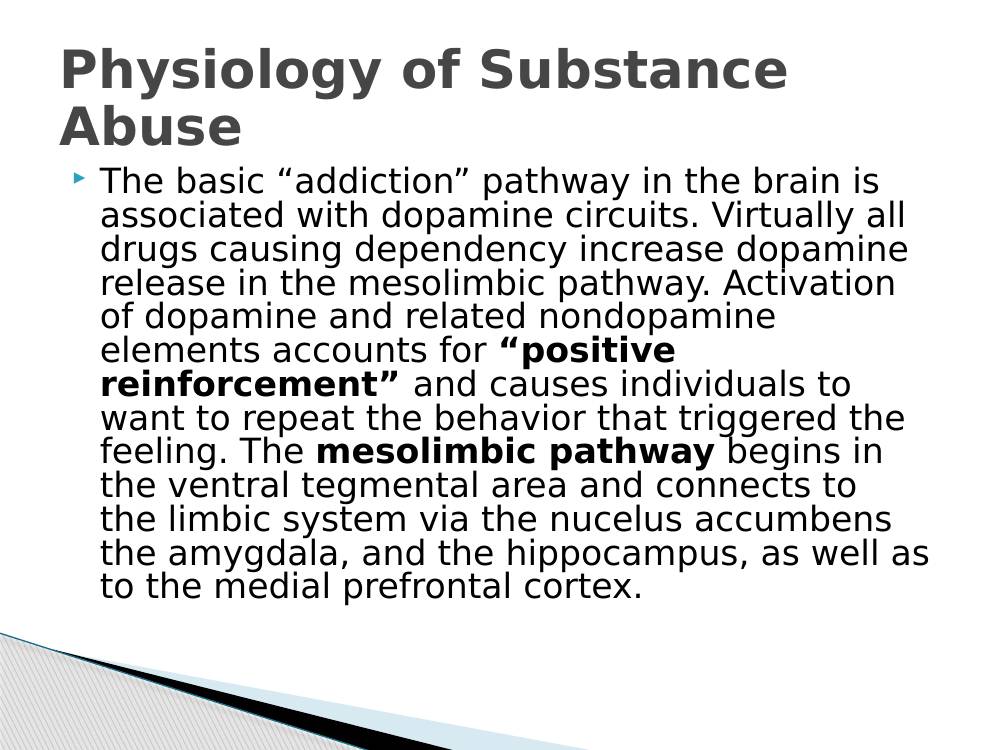 Physiology of Substance
Abuse
The basic “addiction” pathway in the brain is
associated with dopamine circuits. Virtually all
drugs causing dependency increase dopamine
release in the mesolimbic pathway. Activation
of dopamine and related nondopamine
elements accounts for “positive
reinforcement” and causes individuals to
want to repeat the behavior that triggered the
feeling. The mesolimbic pathway begins in
the ventral tegmental area and connects to
the limbic system via the nucelus accumbens
the amygdala, and the hippocampus, as well as
to the medial prefrontal cortex.